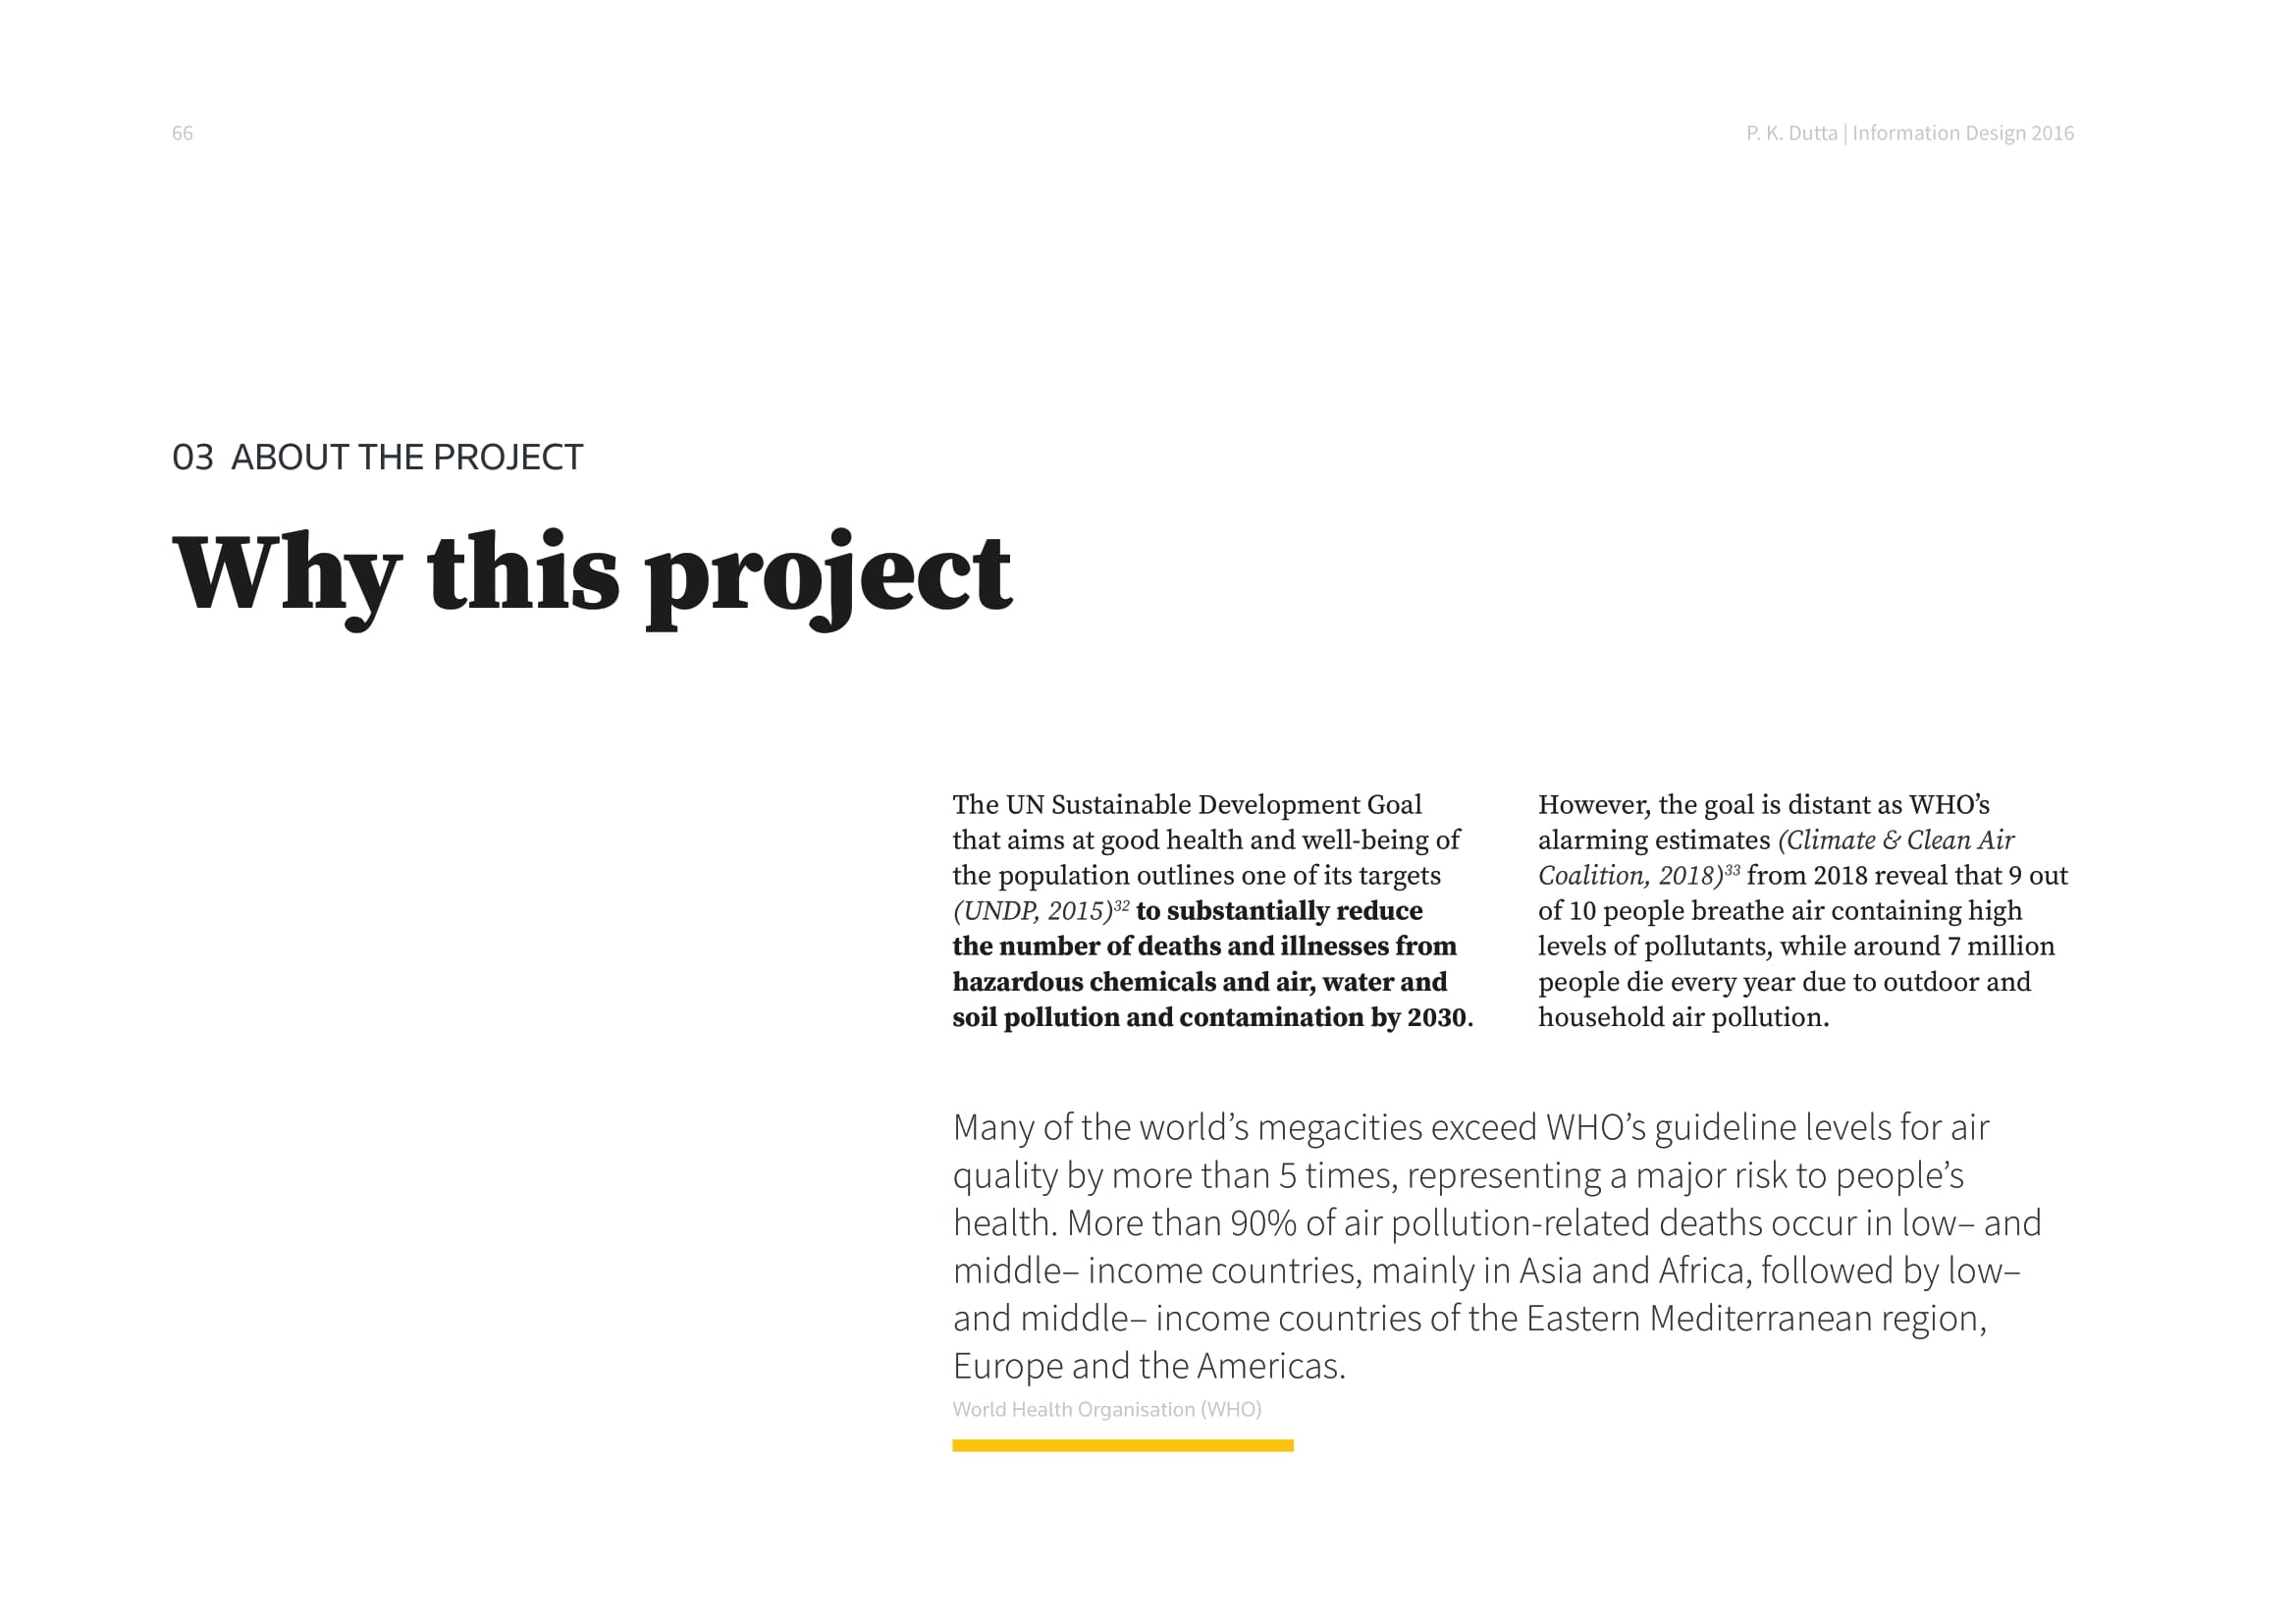 66
P. K. Dutta | Information Design 2016
03 ABOUT THE PROJECT
Why this project
The UN Sustainable Development Goal
that aims at good health and well-being of
the population outlines one of its targets
(UNDP, 2015)³² to substantially reduce
the number of deaths and illnesses from
hazardous chemicals and air, water and
soil pollution and contamination by 2030.
However, the goal is distant as WHO’s
alarming estimates (Climate & Clean Air
Coalition, 2018)³³ from 2018 reveal that 9 out
of 10 people breathe air containing high
levels of pollutants, while around 7 million
people die every year due to outdoor and
household air pollution.
Many of the world’s megacities exceed WHO’s guideline levels for air
quality by more than 5 times, representing a major risk to people’s
health. More than 90% of air pollution-related deaths occur in low– and
middle– income countries, mainly in Asia and Africa, followed by low–
and middle– income countries of the Eastern Mediterranean region,
Europe and the Americas.
World Health Organisation (WHO)